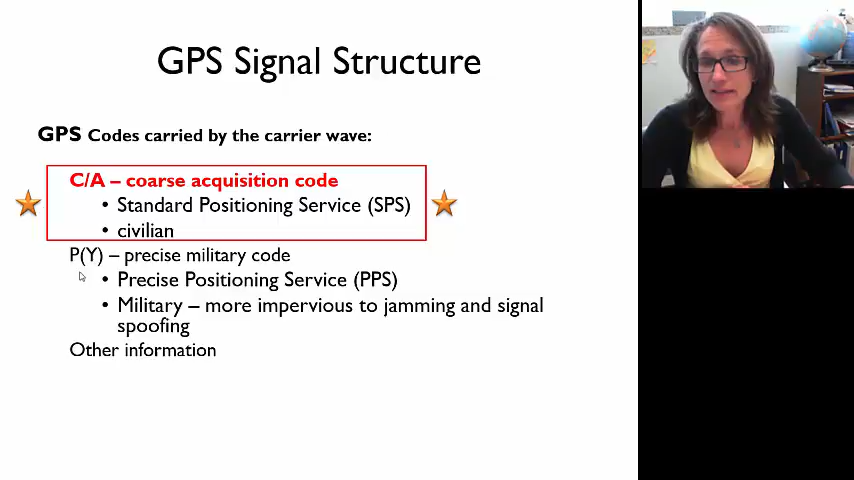 GPS Signal Structure
GPS Codes carried by the carrier wave:
C/A – coarse acquisition code
• Standard Positioning Service (SPS)
• civilian
P(Y) – precise military code
• Precise Positioning Service (PPS)
• Military – more impervious to jamming and signal
spoofing
Other information